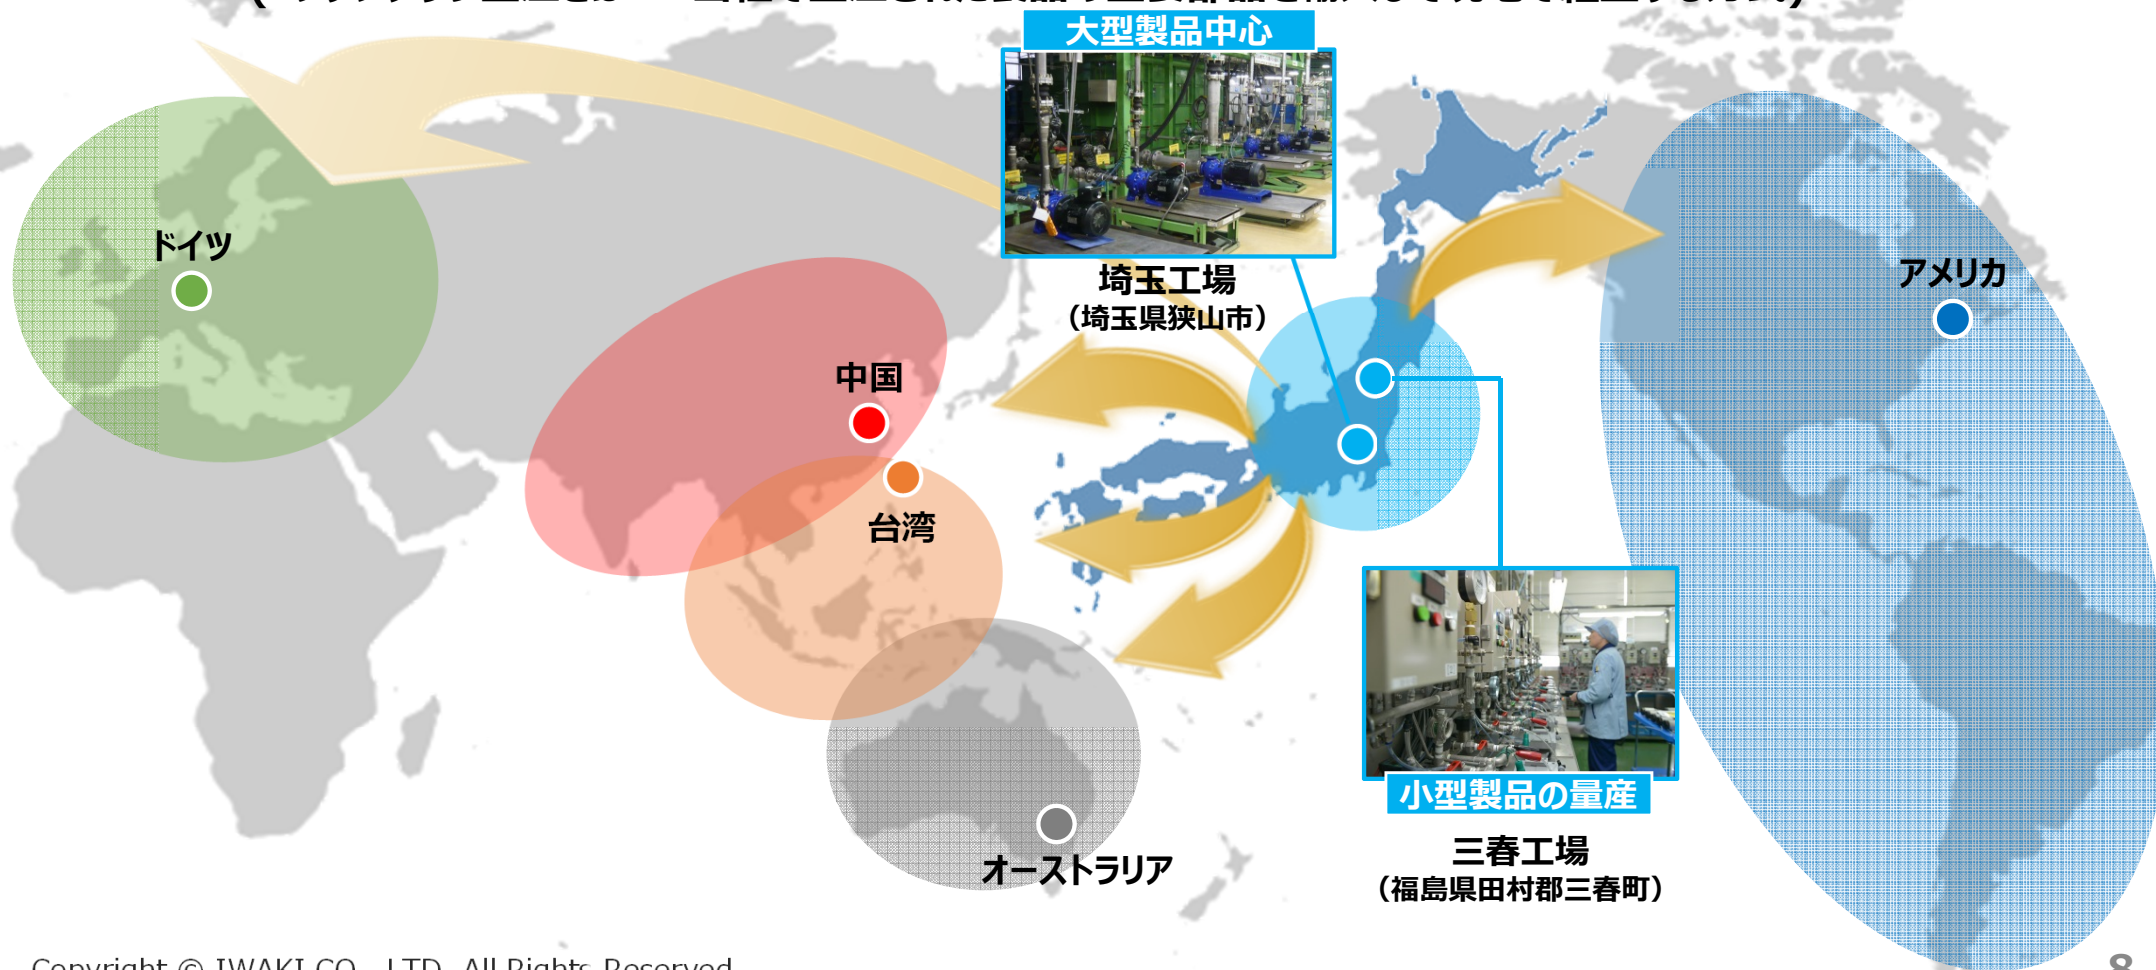 大型製品中心
埼玉工場
（埼玉県狭山市）
ドイツ
アメリカ
中国
台湾
小型製品の量産
三春工場
（福島県田村郡三春町）
オーストラリア
Copyright © IWAKI CO., LTD. All Rights Reserved
8